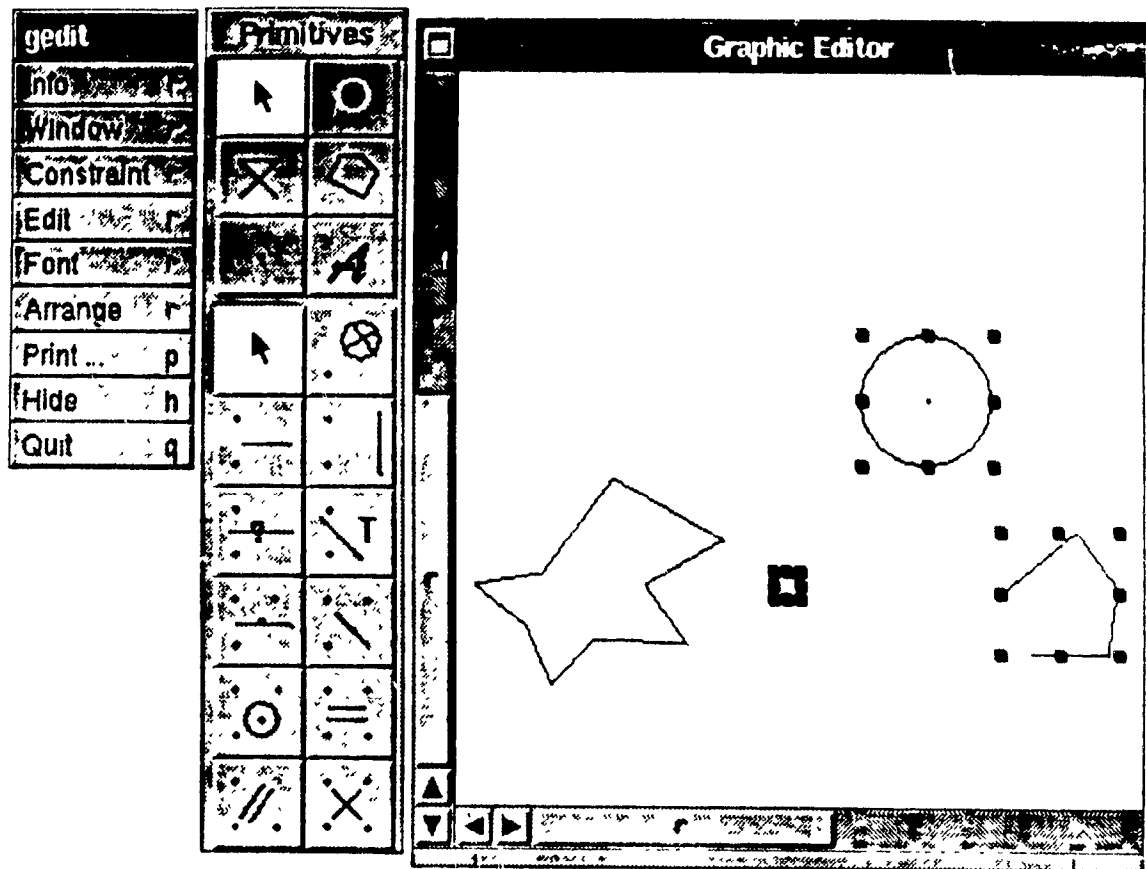 gedit
Info r
Window r
Constraint r
Edit r
Font r
Arrange r
Print ... p
Hide h
Quit q
Primitives
A
T
Graphic Editor